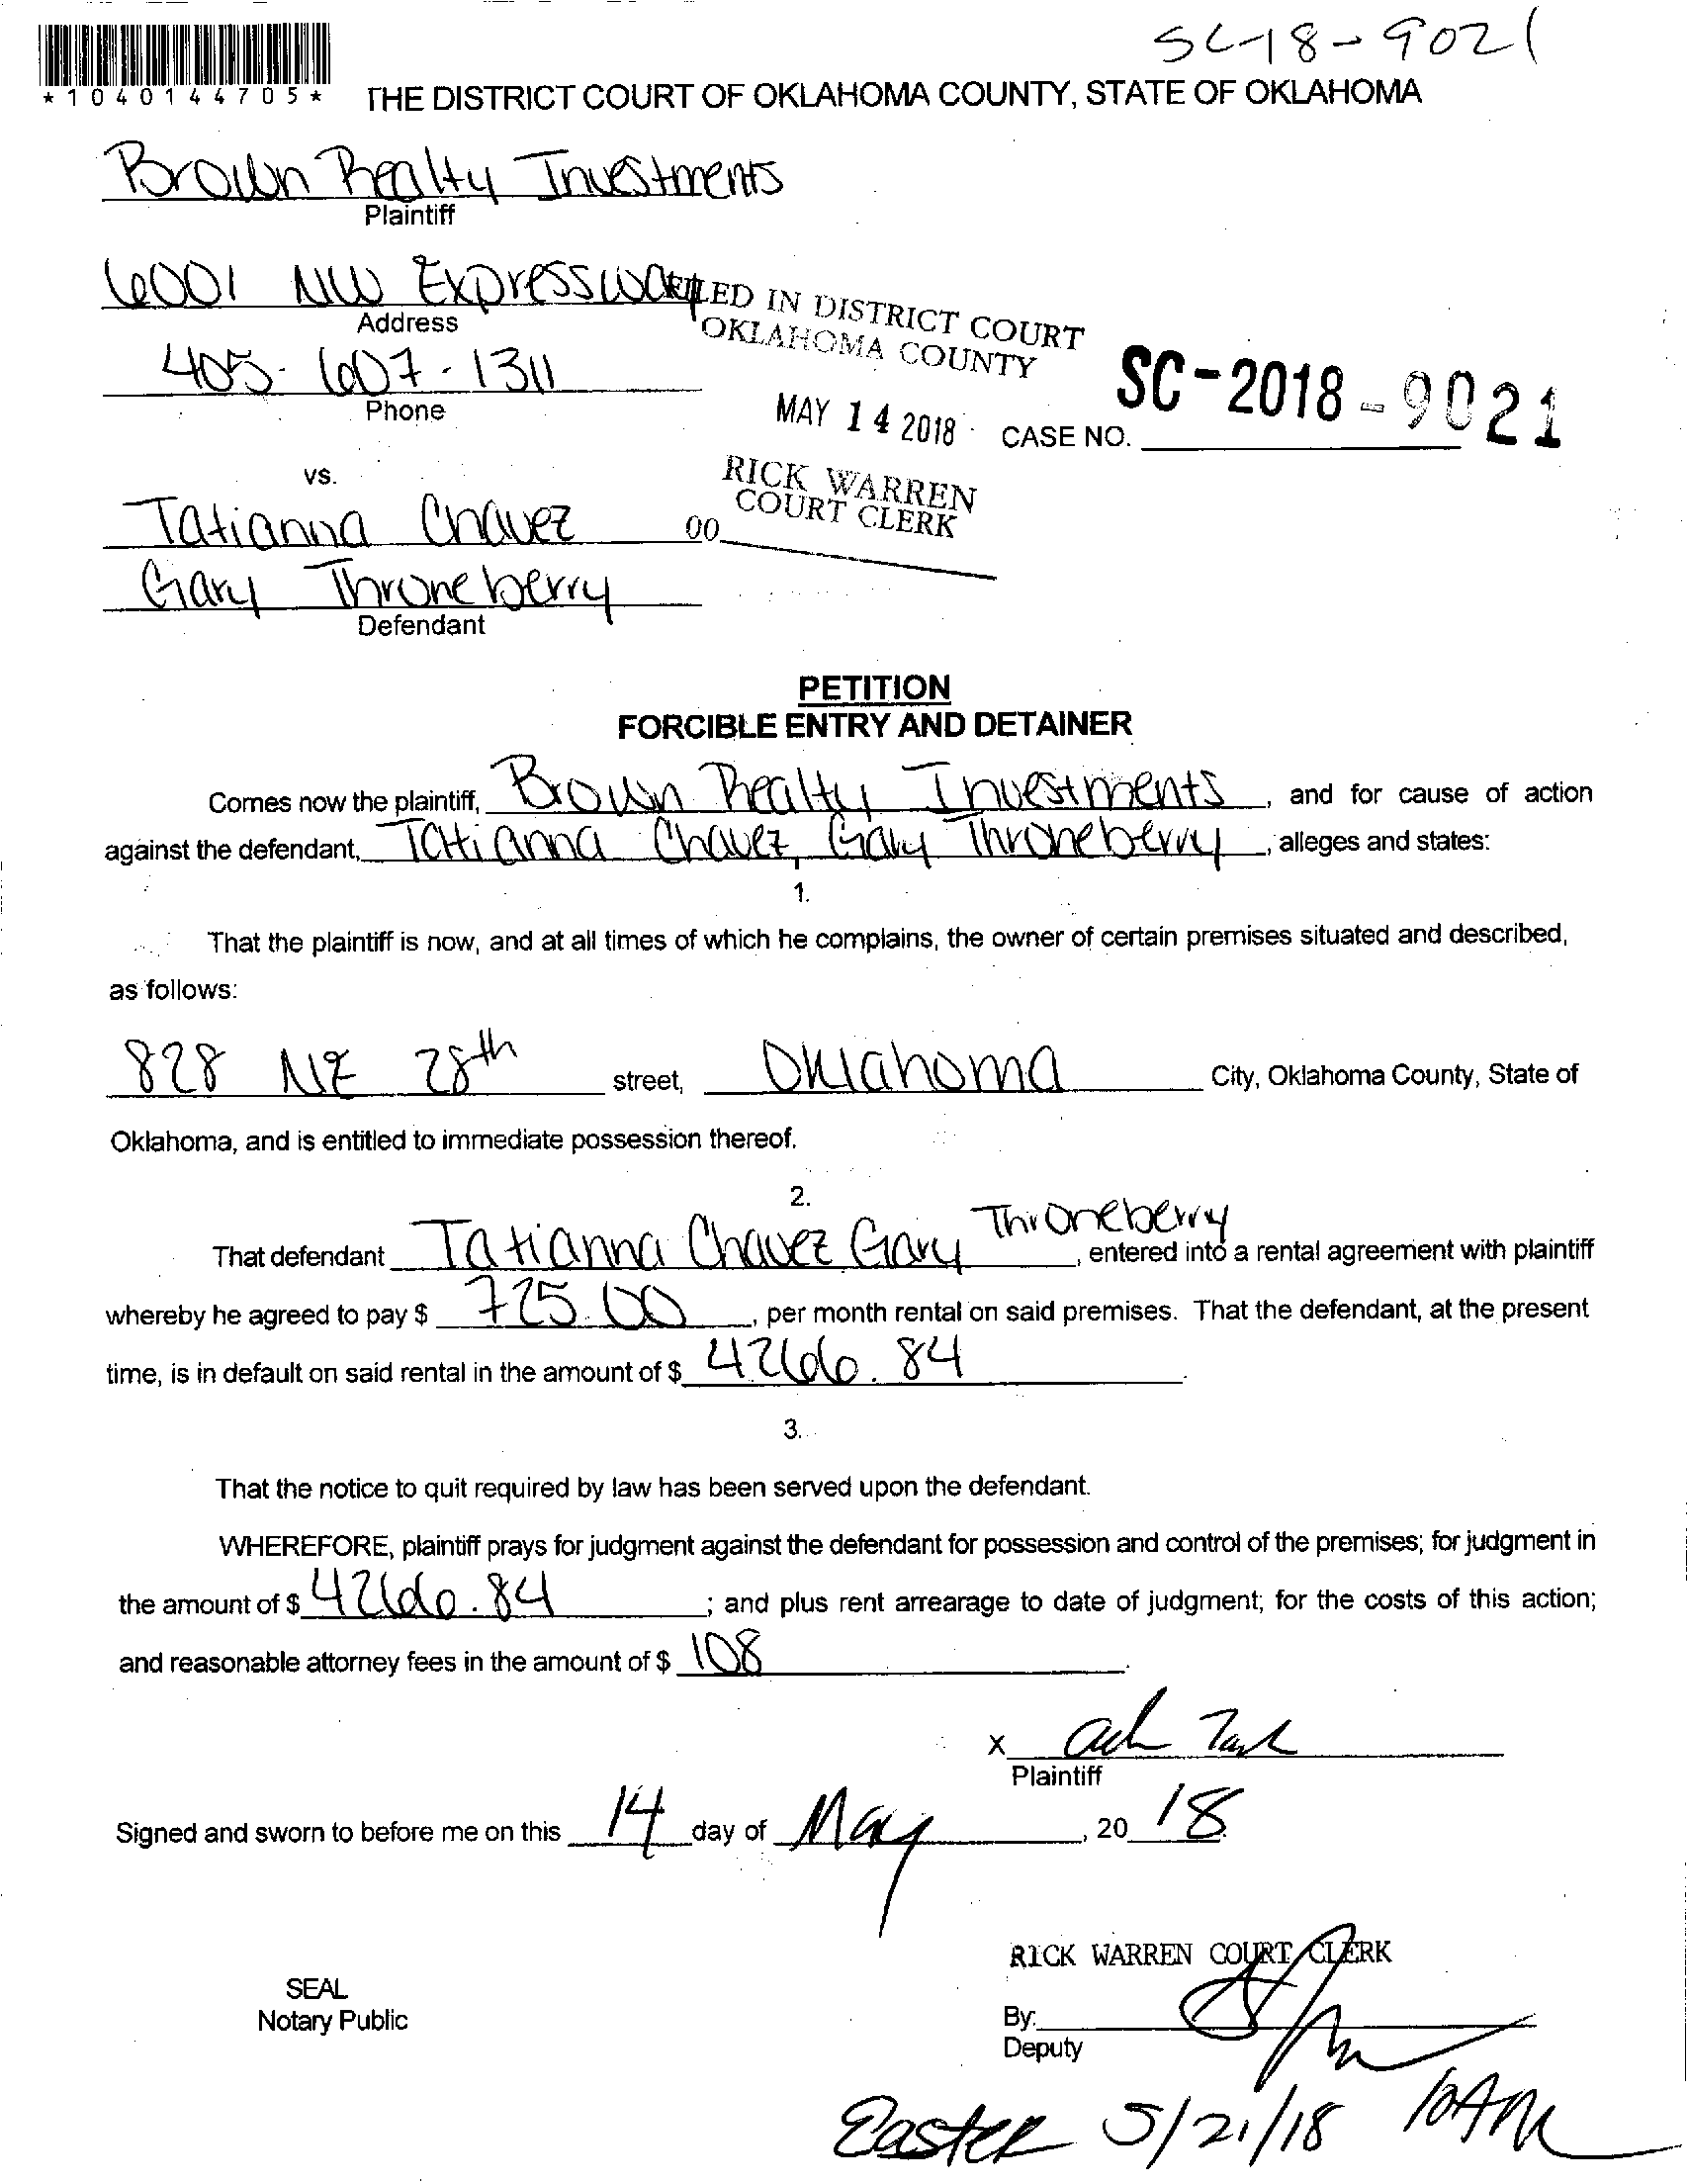 SC-18-9021
*1040144705*
THE DISTRICT COURT OF OKLAHOMA COUNTY, STATE OF OKLAHOMA
Brown Realty Investments
Plaintiff
6001 NW Expressway
Address
FILED IN DISTRICT COURT
OKLAHOMA COUNTY
405-607-1311
Phone
MAY 14 2018
CASE NO. SC-2018-9021
vs.
RICK WARREN
COURT CLERK
Tatianna Chavez
00
Gary Throneberry
Defendant
PETITION
FORCIBLE ENTRY AND DETAINER
Comes now the plaintiff, Brown Realty Investments, and for cause of action
against the defendant, Tatianna Chavez, Gary Throneberry, alleges and states:
1.
That the plaintiff is now, and at all times of which he complains, the owner of certain premises situated and described,
as follows:
828 NE 28th street, Oklahoma City, Oklahoma County, State of
Oklahoma, and is entitled to immediate possession thereof.
2.
That defendant Tatianna Chavez Gary Throneberry, entered into a rental agreement with plaintiff
whereby he agreed to pay $ 725.00, per month rental on said premises. That the defendant, at the present
time, is in default on said rental in the amount of $ 4266.84.
3.
That the notice to quit required by law has been served upon the defendant.
WHEREFORE, plaintiff prays for judgment against the defendant for possession and control of the premises; for judgment in
the amount of $ 4266.84; and plus rent arrearage to date of judgment; for the costs of this action;
and reasonable attorney fees in the amount of $ 108.
X
Plaintiff
Signed and sworn to before me on this 14 day of May, 20 18.
RICK WARREN COURT CLERK
SEAL
Notary Public
By:
Deputy
Easter 5/21/18 10AM